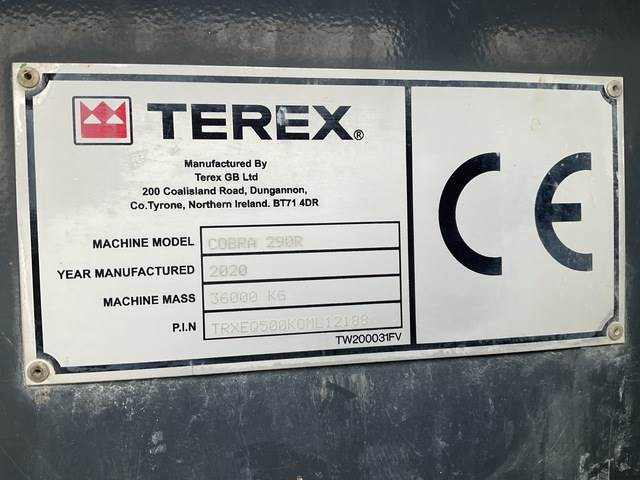 TEREX®
Manufactured By
Terex GB Ltd
200 Coalisland Road, Dungannon,
Co.Tyrone, Northern Ireland. BT71 4DR
MACHINE MODEL COBRA 290R
YEAR MANUFACTURED 2020
MACHINE MASS 36000 KG
P.I.N TRXEQ500KOML12188
TW200031FV
CE